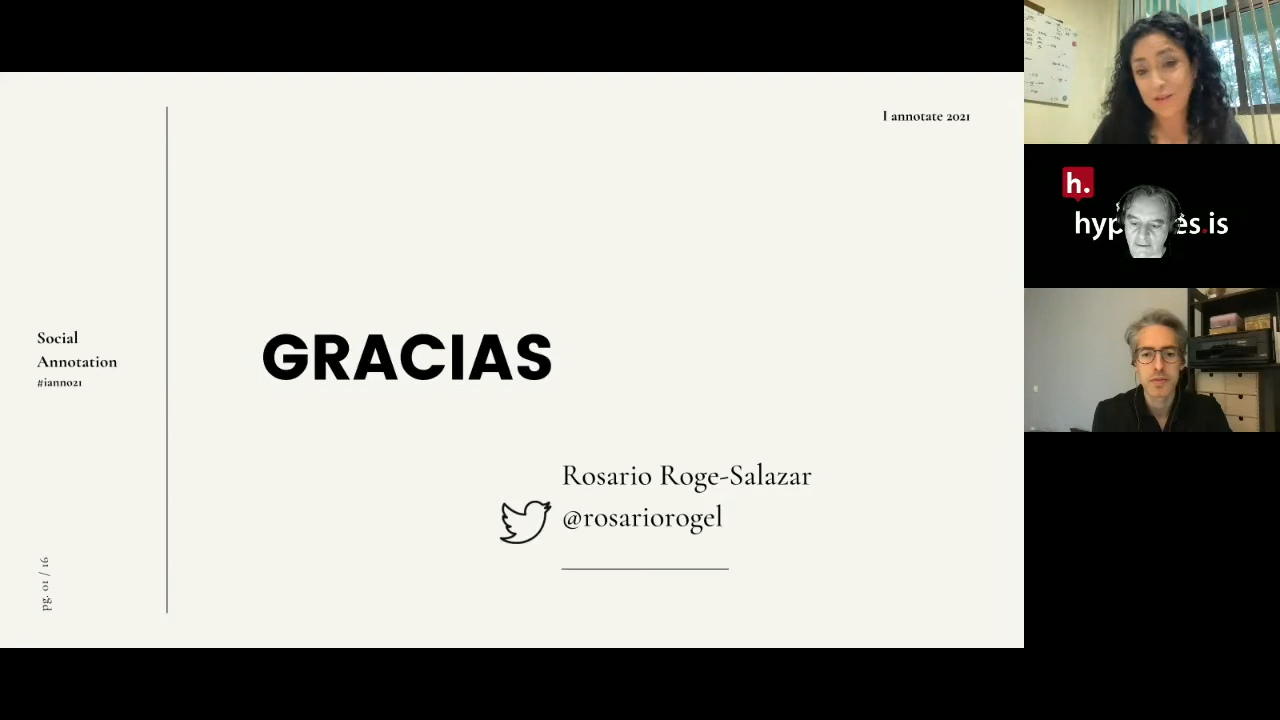 I annotate 2021
Social
Annotation
#ianno21
GRACIAS
Rosario Roge-Salazar
@rosariorogel
pg. 01 / 16
h.